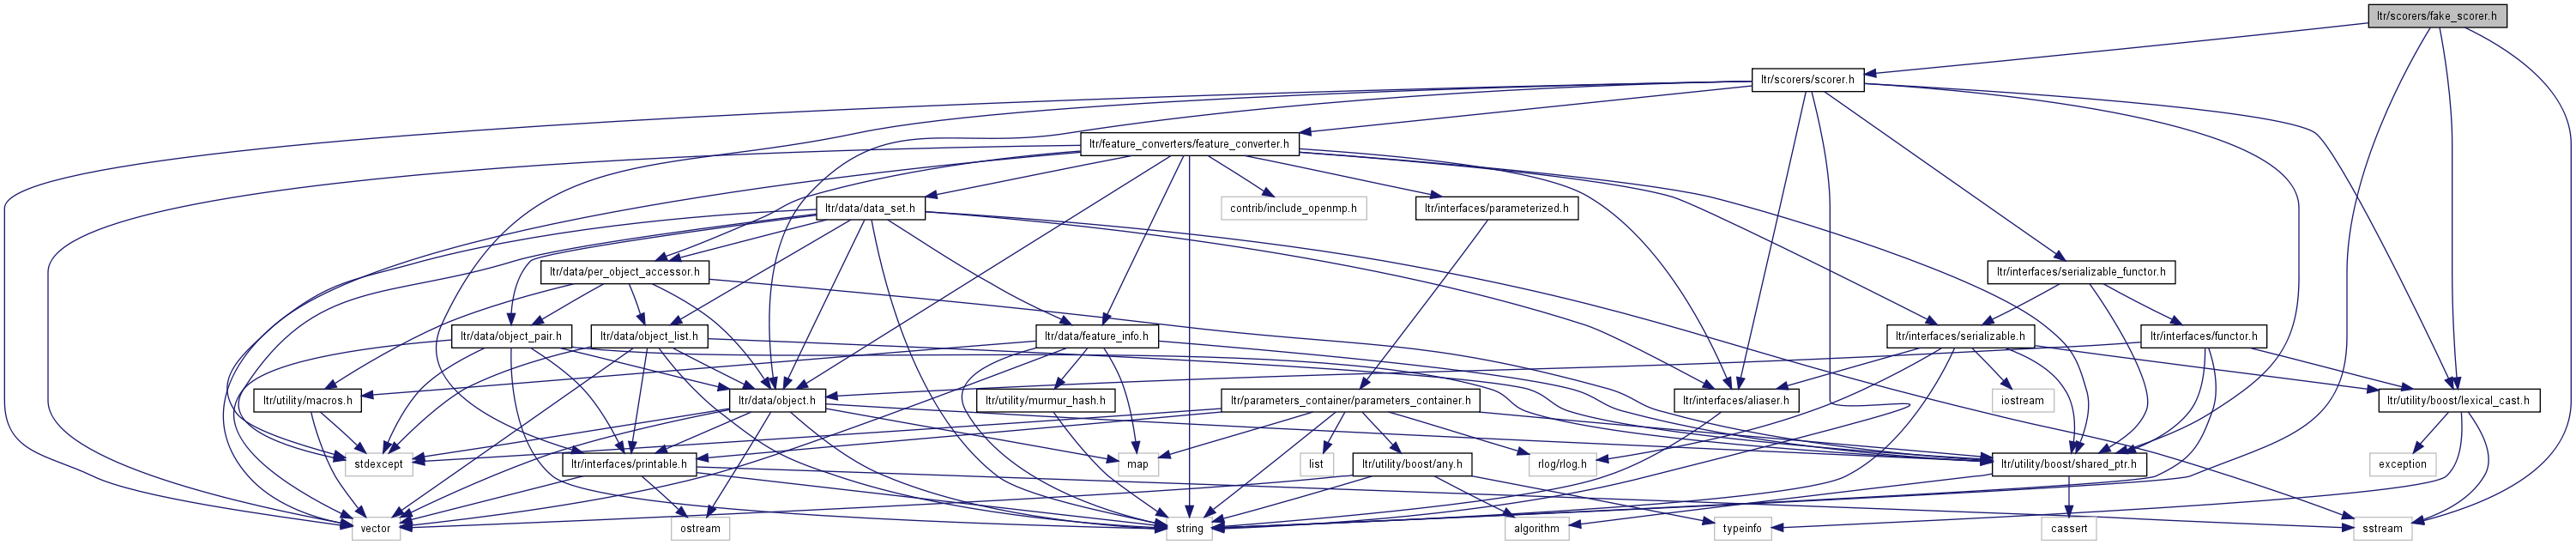 ltr/scorers/fake_scorer.h
ltr/scorers/scorer.h
ltr/feature_converters/feature_converter.h
ltr/data/data_set.h
contrib/include_openmp.h
ltr/interfaces/parameterized.h
ltr/data/per_object_accessor.h
ltr/interfaces/serializable_functor.h
ltr/data/object_pair.h
ltr/data/object_list.h
ltr/data/feature_info.h
ltr/interfaces/serializable.h
ltr/interfaces/functor.h
ltr/utility/macros.h
ltr/data/object.h
ltr/utility/murmur_hash.h
ltr/parameters_container/parameters_container.h
ltr/interfaces/aliaser.h
iostream
ltr/utility/boost/lexical_cast.h
stdexcept
ltr/interfaces/printable.h
map
list
ltr/utility/boost/any.h
rlog/rlog.h
ltr/utility/boost/shared_ptr.h
exception
vector
ostream
string
algorithm
typeinfo
cassert
sstream